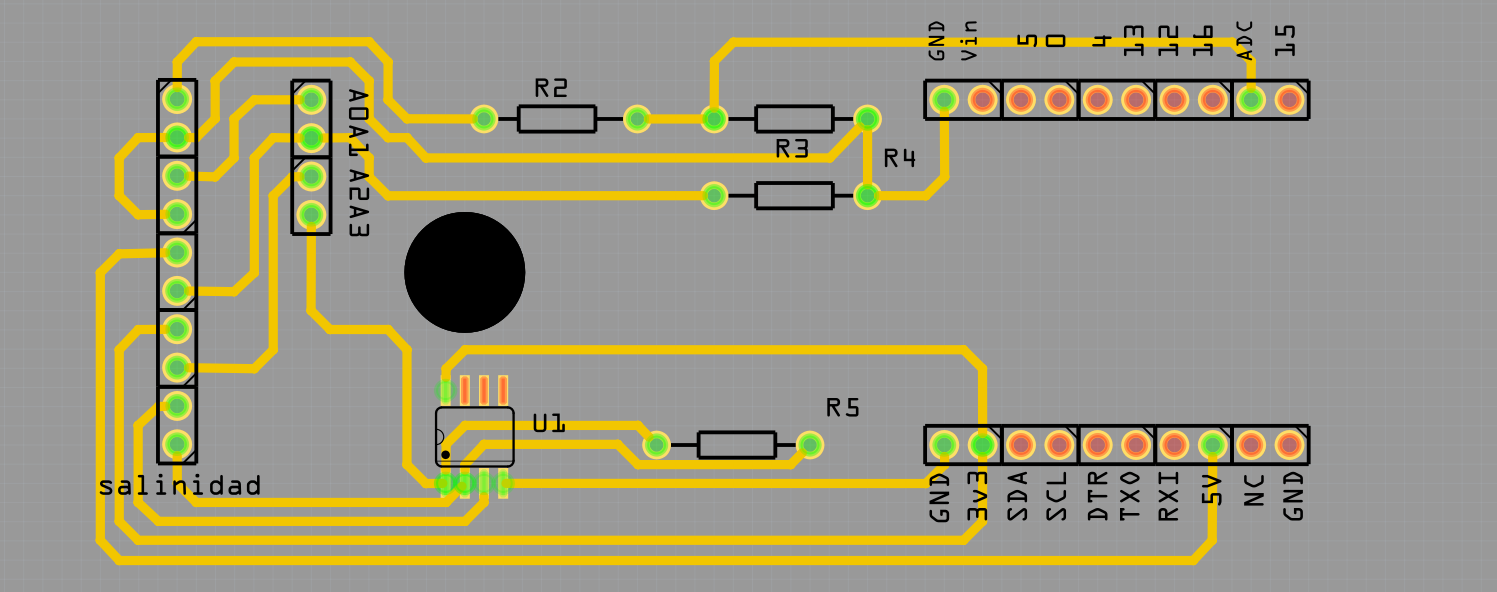 GND
Vin
5
0
4
13
12
16
ADC
15
R2
A0A1A2A3
R3
R4
R5
U1
salinidad
GND
3v3
SDA
SCL
DTR
TXO
RXI
5V
NC
GND